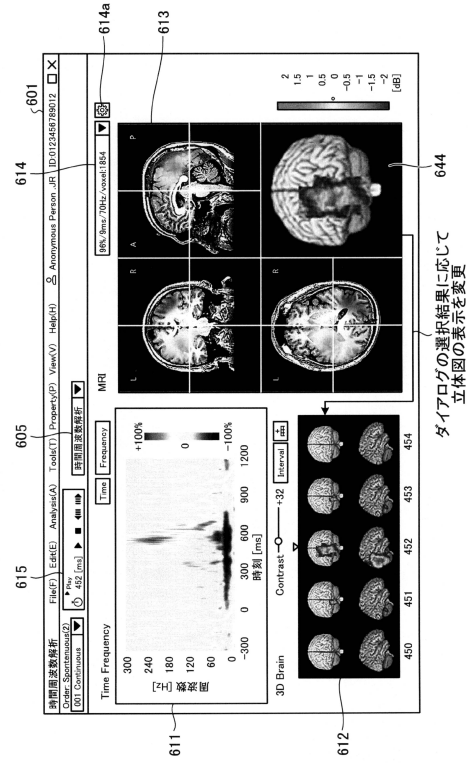 601
614
614a
613
615
605
時間周波数解析
File(F) Edit(E) Analysis(A) Tools(T) Property(P) View(V) Help(H)
Anonymous Person .JR ID:0123456789012
Order: Spontenuous(2)
001 Continuous
Play
452 [ms]
時間周波数解析
Time Frequency
Time
Frequency
MRI
96%/9ms/70Hz/voxel:1854
周波数 [Hz]
300
240
180
120
60
0
+100%
0
-100%
-300
0
300
600
900
1200
時刻 [ms]
611
L
R
A
P
L
R
2
1.5
1
0.5
0
-0.5
-1
-1.5
-2
[dB]
3D Brain
Contrast
+32
Interval
450
451
452
453
454
612
644
ダイアログの選択結果に応じて
立体図の表示を変更